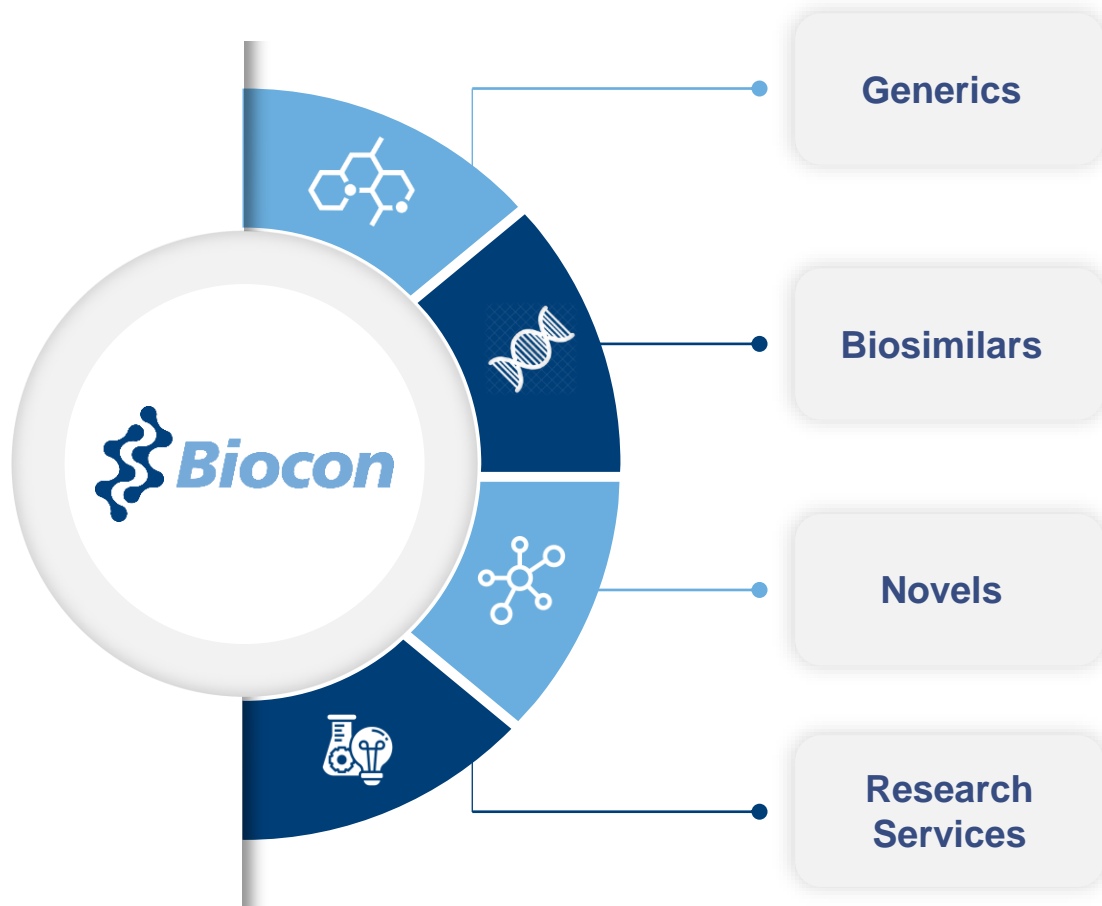 Generics
Biosimilars
Biocon
Novels
Research
Services